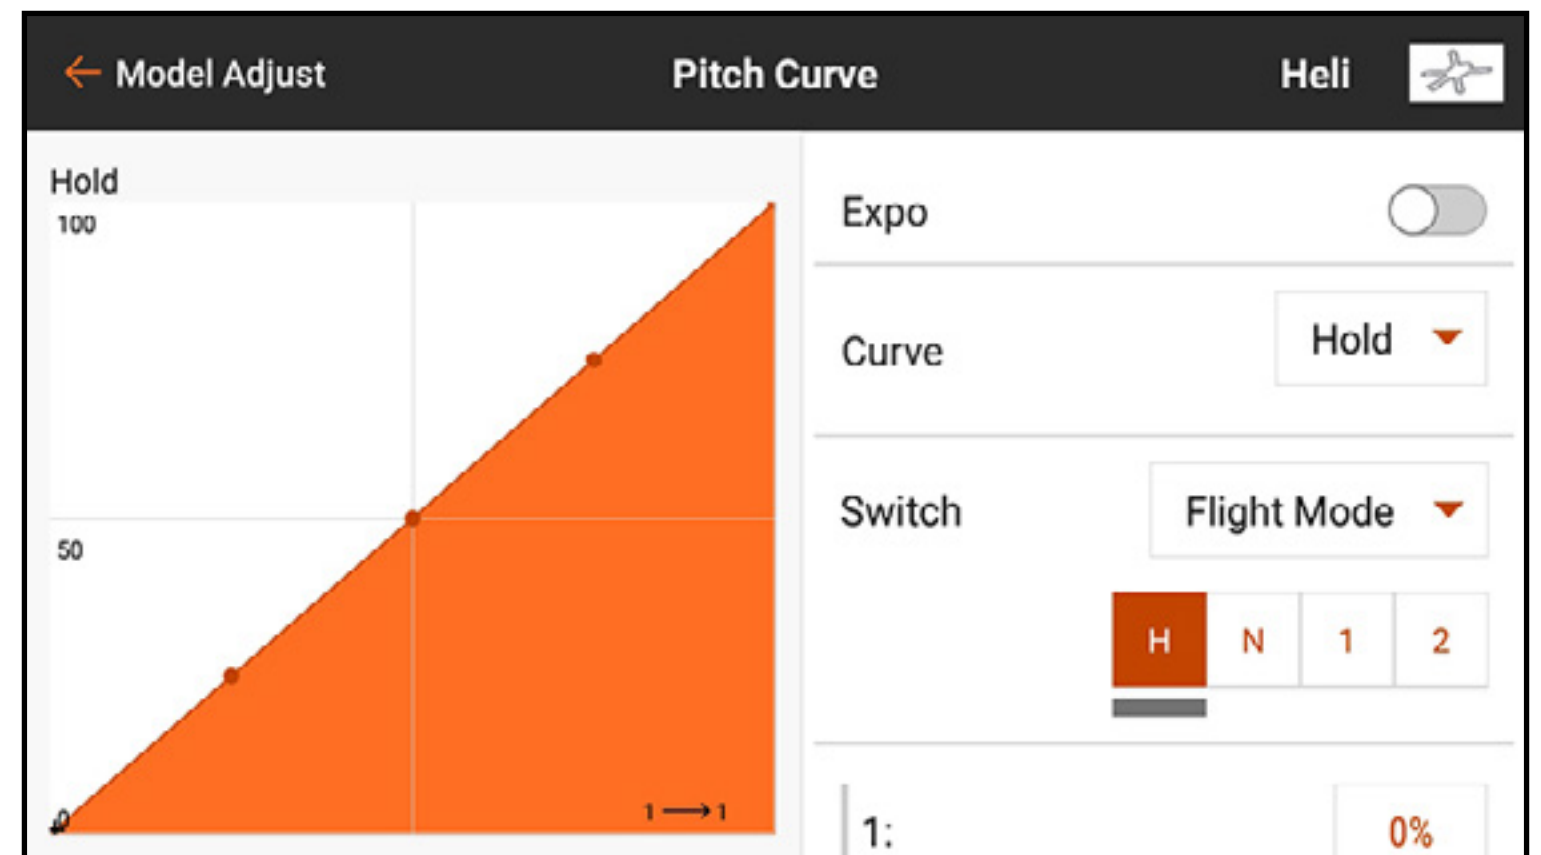 Model Adjust
Pitch Curve
Heli
Hold
100
50
0
1 → 1
Expo
Curve
Hold
Switch
Flight Mode
H N 1 2
1:
0%